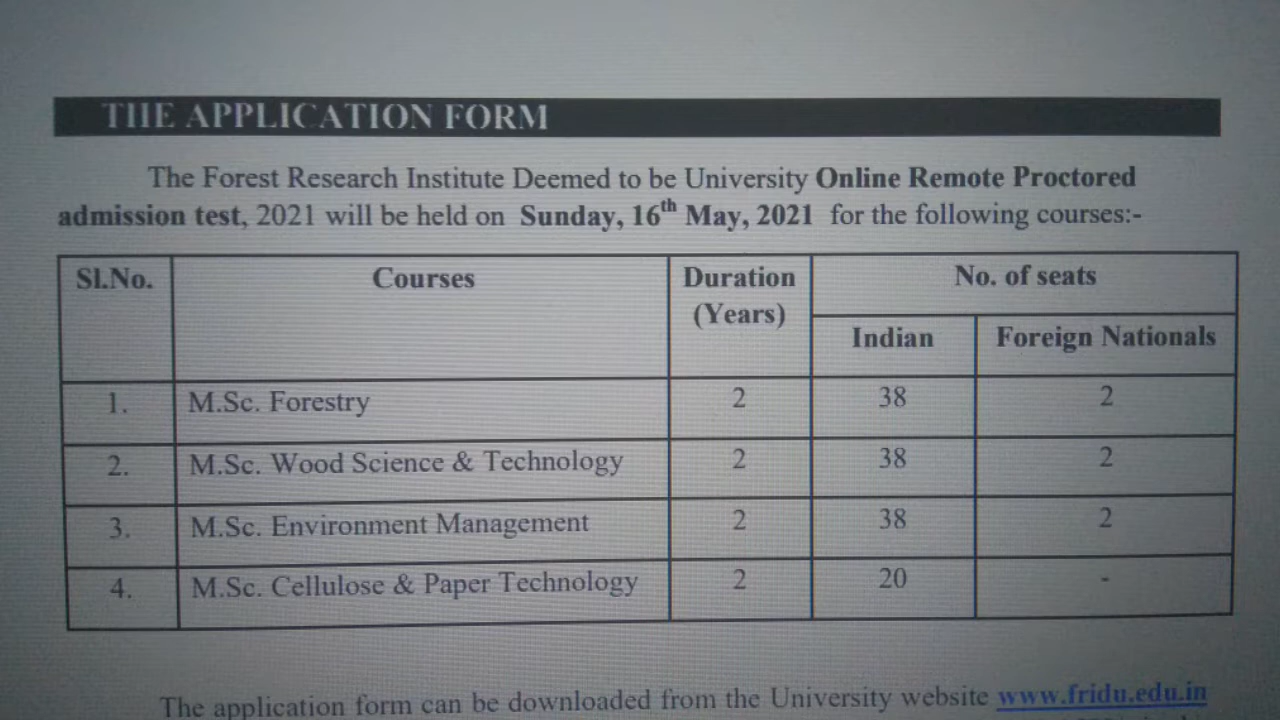 THE APPLICATION FORM
The Forest Research Institute Deemed to be University Online Remote Proctored
admission test, 2021 will be held on Sunday, 16th May, 2021 for the following courses:-
Sl.No. Courses Duration (Years) No. of seats
Indian Foreign Nationals
1. M.Sc. Forestry 2 38 2
2. M.Sc. Wood Science & Technology 2 38 2
3. M.Sc. Environment Management 2 38 2
4. M.Sc. Cellulose & Paper Technology 2 20 -
The application form can be downloaded from the University website www.fridu.edu.in